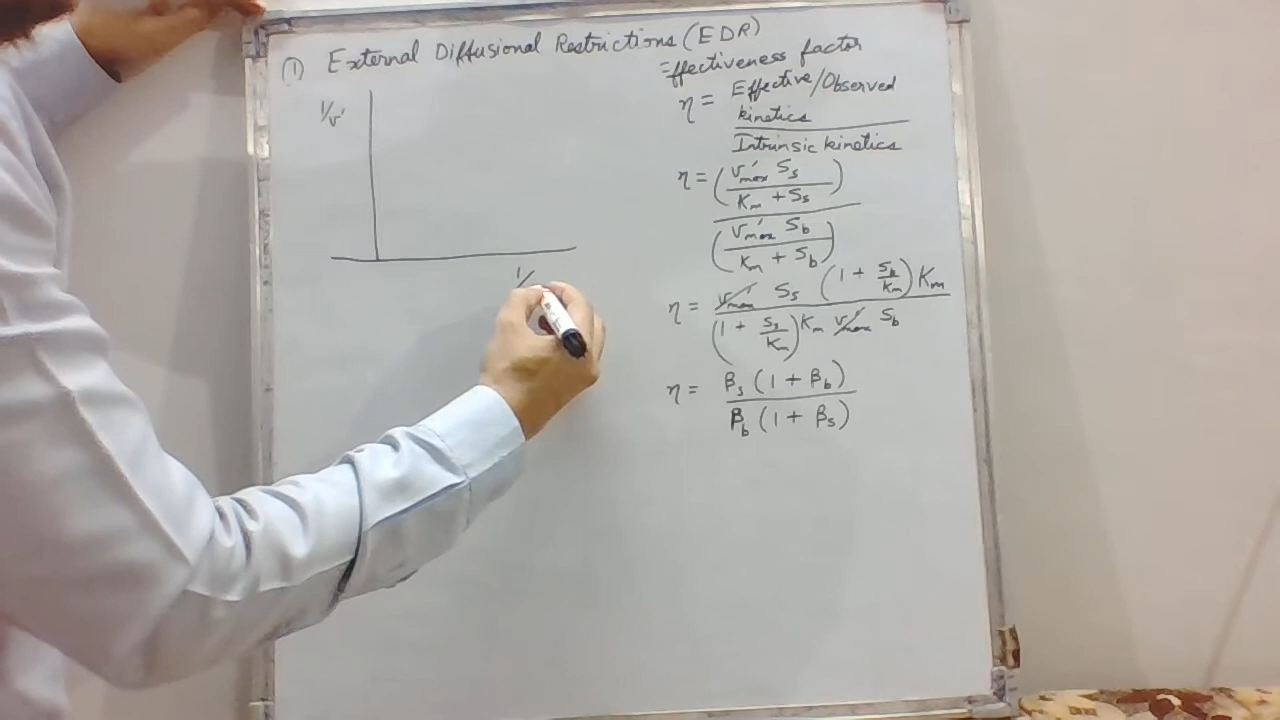 ① External Diffusional Restrictions (EDR)
1/v'
1/
=effectiveness factor
η = Effective/Observed
kinetics
Intrinsic kinetics
η = (v'max Ss
Km + Ss)
(v'max Sb
Km + Sb)
η = v'max Ss (1 + Sb/Km) Km
(1 + Ss/Km) Km v'max Sb
η = βs (1 + βb)
βb (1 + βs)